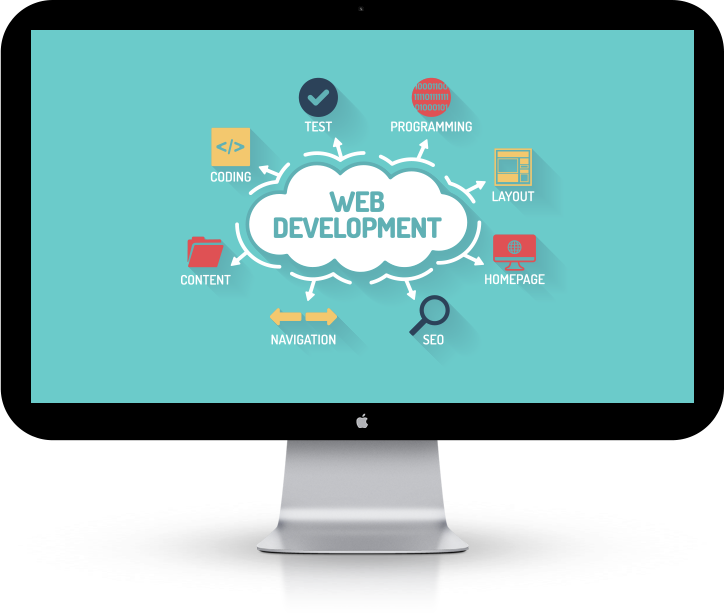 TEST
PROGRAMMING
</>
CODING
LAYOUT
WEB
DEVELOPMENT
CONTENT
HOMEPAGE
NAVIGATION
SEO